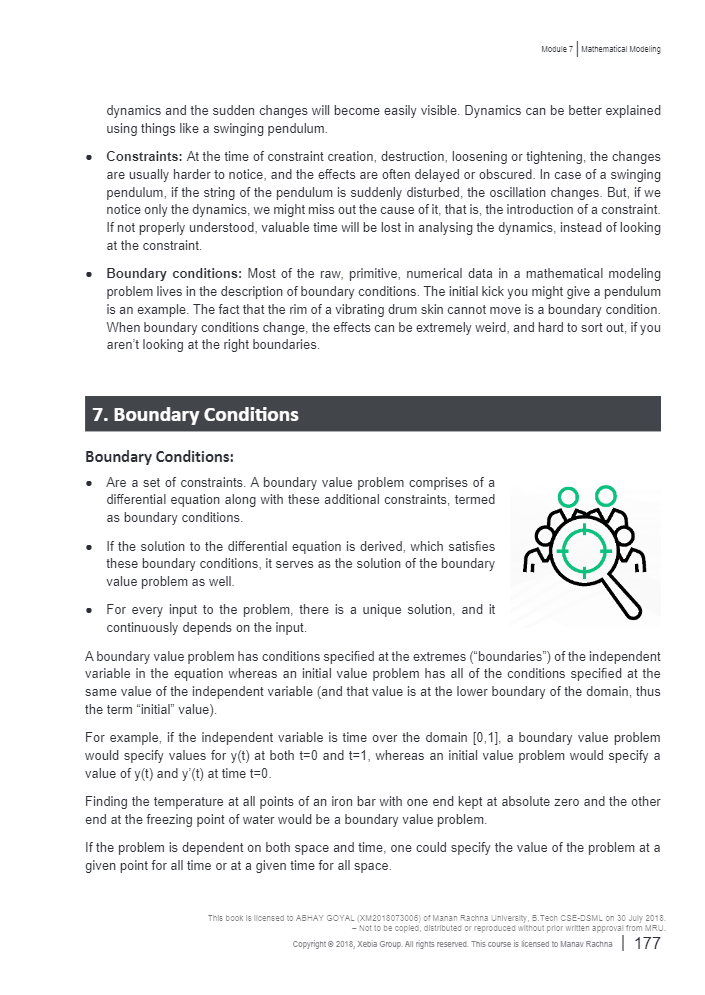 Module 7 | Mathematical Modeling
dynamics and the sudden changes will become easily visible. Dynamics can be better explained
using things like a swinging pendulum.
● Constraints: At the time of constraint creation, destruction, loosening or tightening, the changes
are usually harder to notice, and the effects are often delayed or obscured. In case of a swinging
pendulum, if the string of the pendulum is suddenly disturbed, the oscillation changes. But, if we
notice only the dynamics, we might miss out the cause of it, that is, the introduction of a constraint.
If not properly understood, valuable time will be lost in analysing the dynamics, instead of looking
at the constraint.
● Boundary conditions: Most of the raw, primitive, numerical data in a mathematical modeling
problem lives in the description of boundary conditions. The initial kick you might give a pendulum
is an example. The fact that the rim of a vibrating drum skin cannot move is a boundary condition.
When boundary conditions change, the effects can be extremely weird, and hard to sort out, if you
aren't looking at the right boundaries.
7. Boundary Conditions
Boundary Conditions:
● Are a set of constraints. A boundary value problem comprises of a
differential equation along with these additional constraints, termed
as boundary conditions.
● If the solution to the differential equation is derived, which satisfies
these boundary conditions, it serves as the solution of the boundary
value problem as well.
● For every input to the problem, there is a unique solution, and it
continuously depends on the input.
A boundary value problem has conditions specified at the extremes (“boundaries”) of the independent
variable in the equation whereas an initial value problem has all of the conditions specified at the
same value of the independent variable (and that value is at the lower boundary of the domain, thus
the term “initial” value).
For example, if the independent variable is time over the domain [0,1], a boundary value problem
would specify values for y(t) at both t=0 and t=1, whereas an initial value problem would specify a
value of y(t) and y’(t) at time t=0.
Finding the temperature at all points of an iron bar with one end kept at absolute zero and the other
end at the freezing point of water would be a boundary value problem.
If the problem is dependent on both space and time, one could specify the value of the problem at a
given point for all time or at a given time for all space.
This book is licensed to ABHAY GOYAL (XM2018073006) of Manan Rachna University, B.Tech CSE-DSML on 30 July 2018.
– Not to be copied, distributed or reproduced without prior written approval from MRU.
Copyright © 2018, Xebia Group. All rights reserved. This course is licensed to Manav Rachna | 177